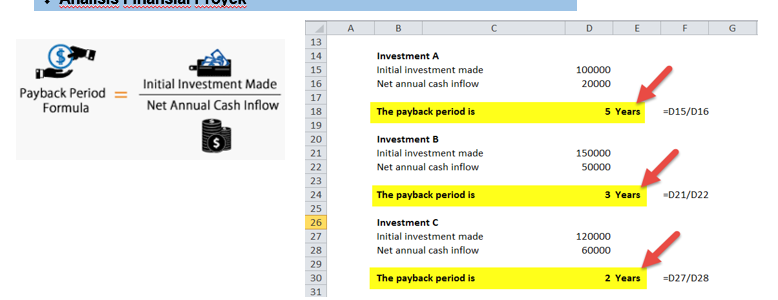 Analisis Finansial Proyek
Payback Period
Formula
=
Initial Investment Made
Net Annual Cash Inflow
$
$
A B C D E F G
13
14 Investment A
15 Initial investment made 100000
16 Net annual cash inflow 20000
17
18 The payback period is 5 Years =D15/D16
19
20 Investment B
21 Initial investment made 150000
22 Net annual cash inflow 50000
23
24 The payback period is 3 Years =D21/D22
25
26 Investment C
27 Initial investment made 120000
28 Net annual cash inflow 60000
29
30 The payback period is 2 Years =D27/D28
31